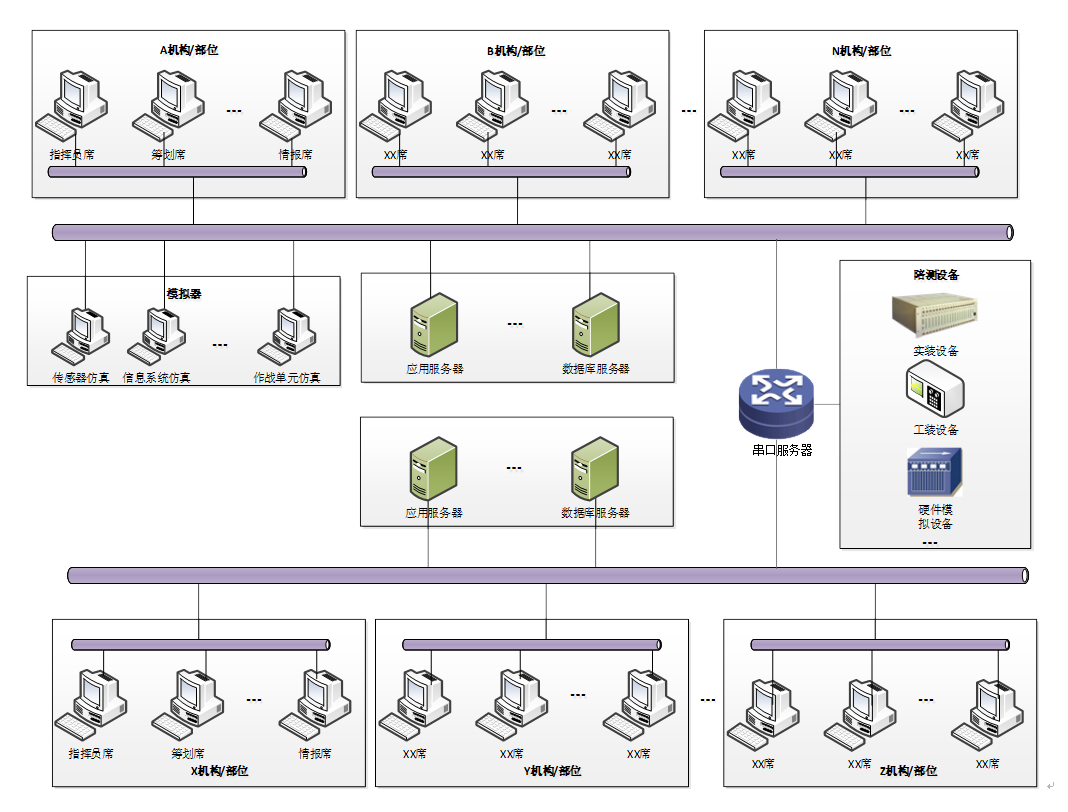 A机构/部位
B机构/部位
N机构/部位
---
---
---
---
指挥员席
筹划席
情报席
XX席
XX席
XX席
XX席
XX席
XX席
模拟器
---
传感器仿真
信息系统仿真
作战单元仿真
---
应用服务器
数据库服务器
陪测设备
实装设备
工装设备
硬件模
拟设备
---
串口服务器
---
应用服务器
数据库服务器
---
---
---
---
指挥员席
筹划席
情报席
X机构/部位
XX席
XX席
XX席
Y机构/部位
XX席
XX席
XX席
Z机构/部位